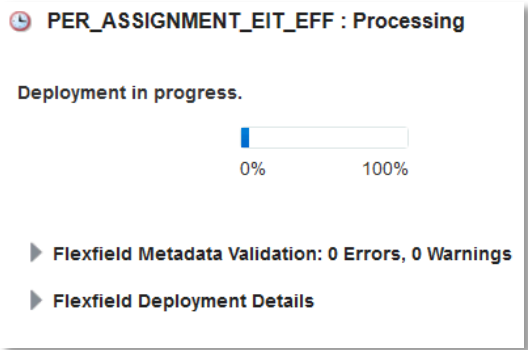 PER_ASSIGNMENT_EIT_EFF : Processing
Deployment in progress.
0% 100%
Flexfield Metadata Validation: 0 Errors, 0 Warnings
Flexfield Deployment Details